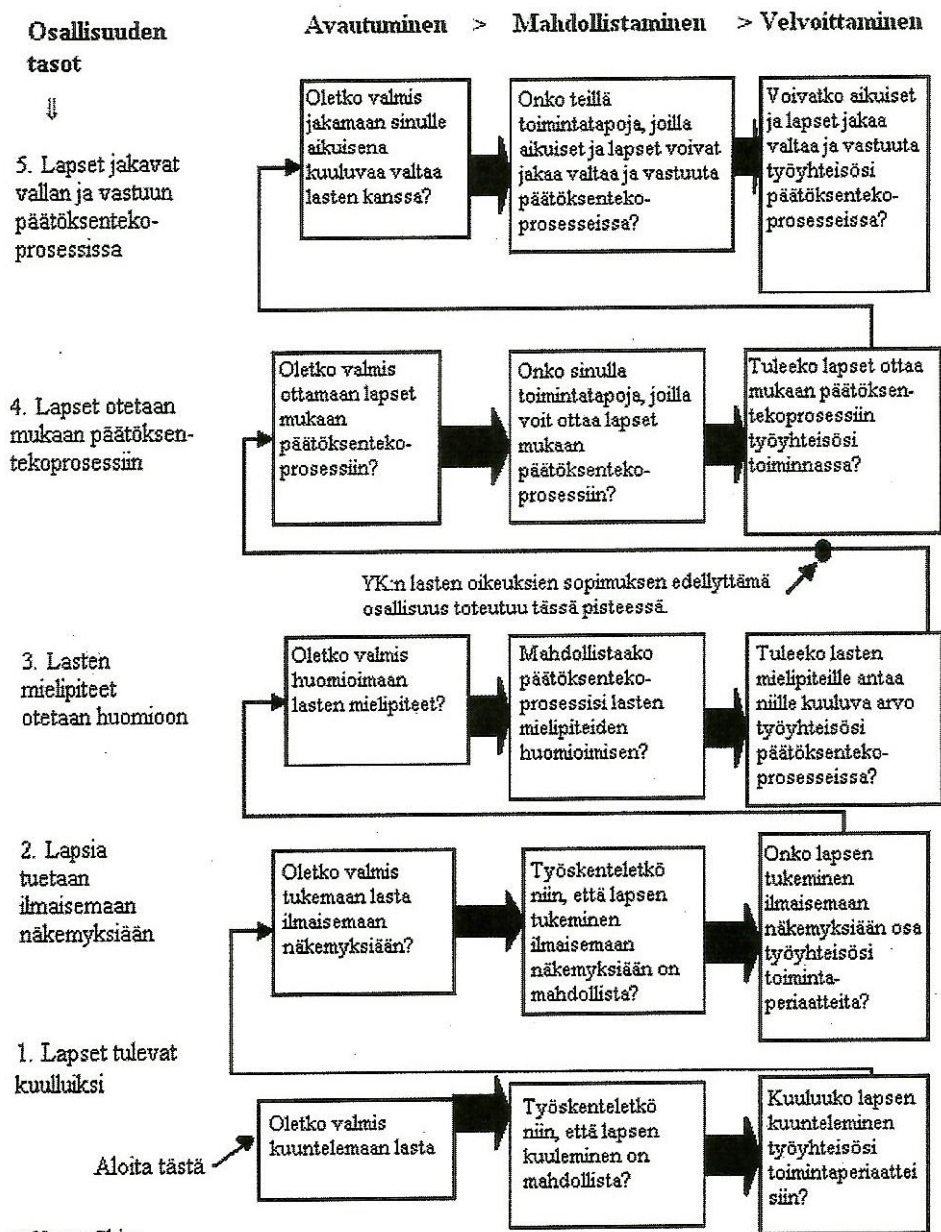 Osallisuuden
tasot
⇓
Avautuminen > Mahdollistaminen > Velvoittaminen
5. Lapset jakavat
vallan ja vastuun
päätöksenteko-
prosessissa
Oletko valmis
jakamaan sinulle
aikuisena
kuuluvaa valtaa
lasten kanssa?
Onko teillä
toimintatapoja, joilla
aikuiset ja lapset voivat
jakaa valtaa ja vastuuta
päätöksenteko-
prosesseissa?
Voivatko aikuiset
ja lapset jakaa
valtaa ja vastuuta
työyhteisösi
päätöksenteko-
prosesseissa?
4. Lapset otetaan
mukaan päätöksen-
tekoprosessiin
Oletko valmis
ottamaan lapset
mukaan
päätöksenteko-
prosessiin?
Onko sinulla
toimintatapoja, joilla
voit ottaa lapset
mukaan
päätöksenteko-
prosessiin?
Tuleeko lapset ottaa
mukaan päätöksen-
tekoprosessiin
työyhteisösi
toiminnassa?
YK:n lasten oikeuksien sopimuksen edellyttämä
osallisuus toteutuu tässä pisteessä.
3. Lasten
mielipiteet
otetaan huomioon
Oletko valmis
huomioimaan
lasten mielipiteet?
Mahdollistaako
päätöksenteko-
prosessisi lasten
mielipiteiden
huomioimisen?
Tuleeko lasten
mielipiteille antaa
niille kuuluva arvo
työyhteisösi
päätöksenteko-
prosesseissa?
2. Lapsia
tuetaan
ilmaisemaan
näkemyksiään
Oletko valmis
tukemaan lasta
ilmaisemaan
näkemyksiään?
Työskenteletkö
niin, että lapsen
tukeminen
ilmaisemaan
näkemyksiään on
mahdollista?
Onko lapsen
tukeminen
ilmaisemaan
näkemyksiään osa
työyhteisösi
toiminta-
periaatteita?
1. Lapset tulevat
kuulluiksi
Aloita tästä
Oletko valmis
kuuntelemaan lasta
Työskenteletkö
niin, että lapsen
kuuleminen on
mahdollista?
Kuuluuko lapsen
kuunteleminen
työyhteisösi
toimintaperiaattei
siin?